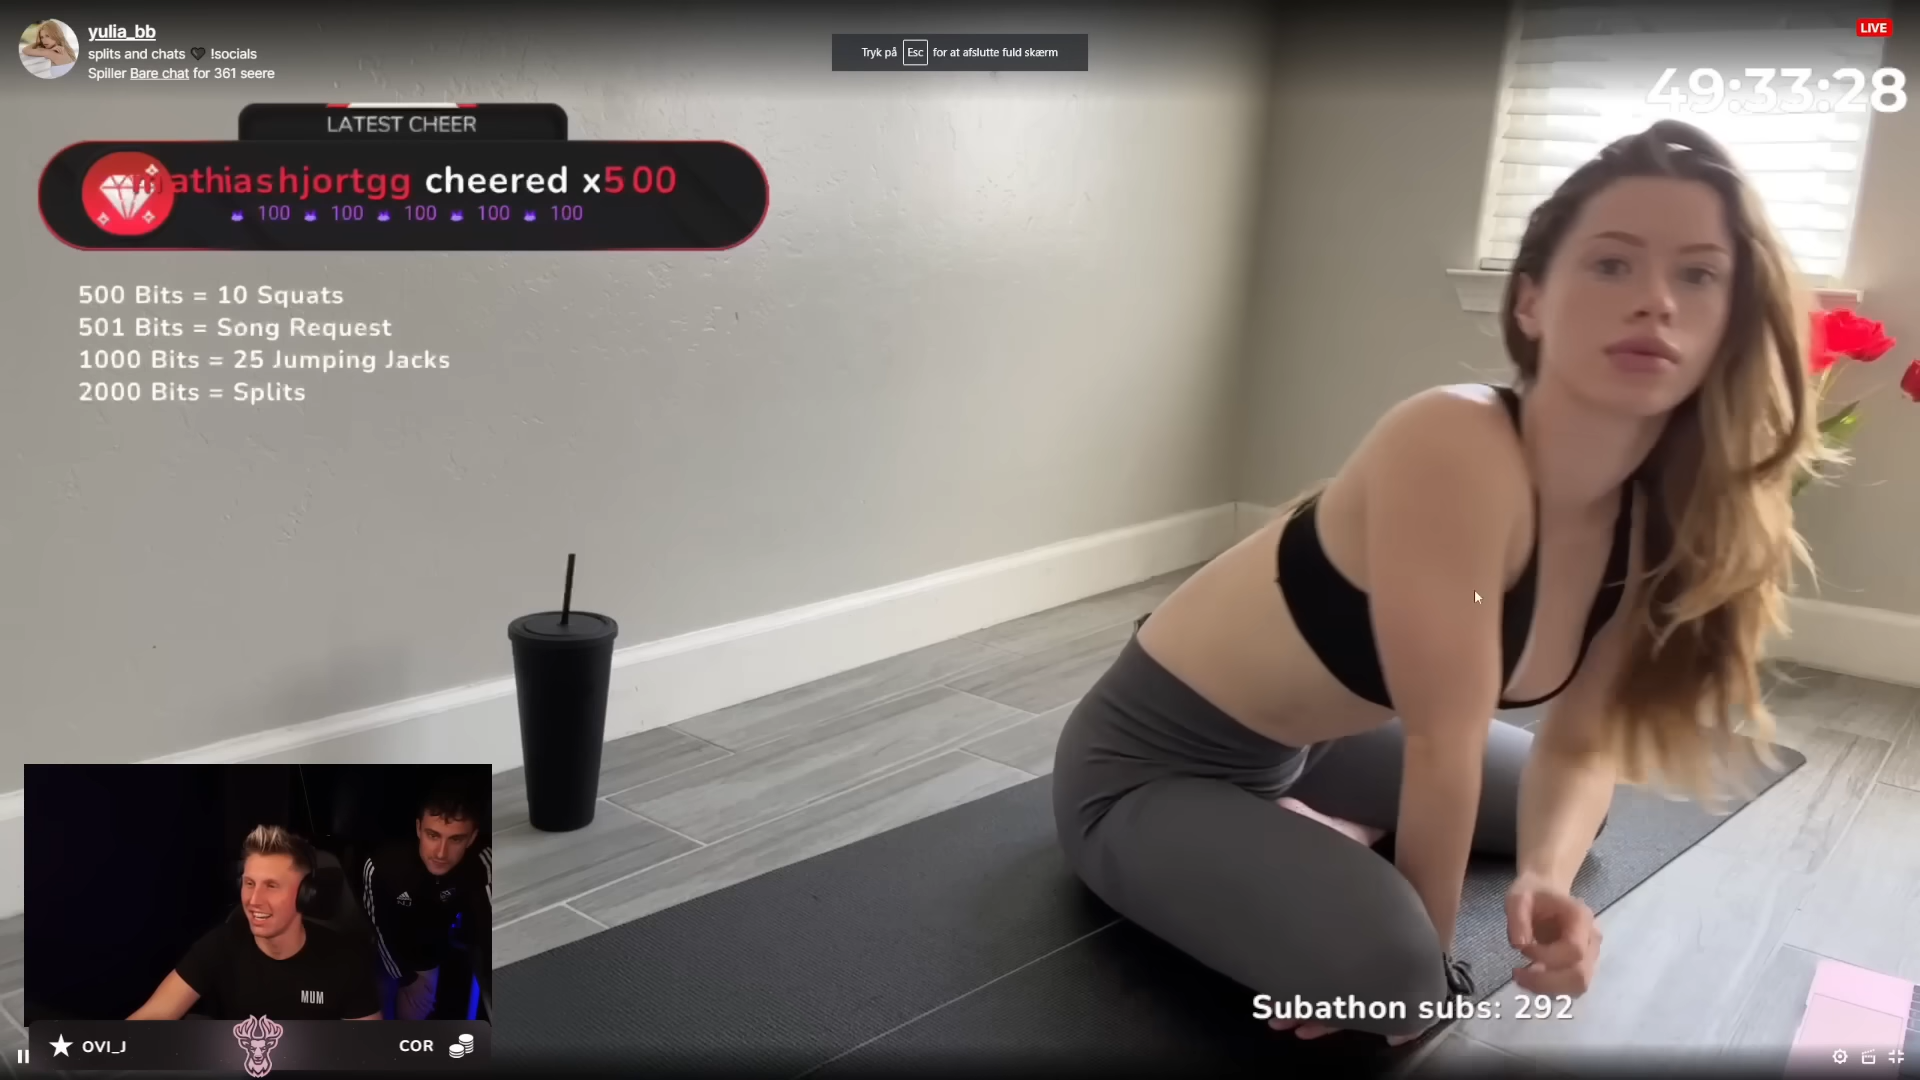 yulia_bb
splits and chats 🖤 !socials
Spiller Bare chat for 361 seere
Tryk på Esc for at afslutte fuld skærm
LIVE
49:33:28
LATEST CHEER
mathiashjortgg cheered x500
100 100 100 100 100
500 Bits = 10 Squats
501 Bits = Song Request
1000 Bits = 25 Jumping Jacks
2000 Bits = Splits
MUM
OVI_J
COR
Subathon subs: 292